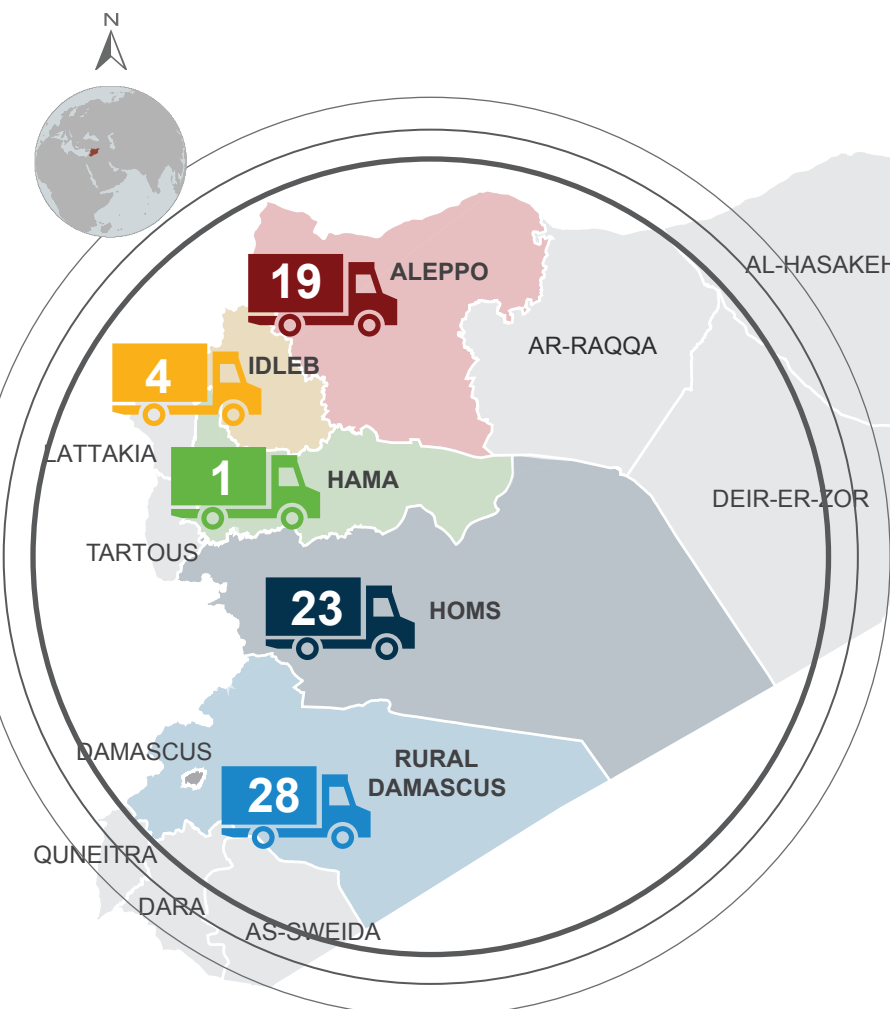 N
19
ALEPPO
AL-HASAKEH
AR-RAQQA
4
IDLEB
LATTAKIA
1
HAMA
DEIR-ER-ZOR
TARTOUS
23
HOMS
DAMASCUS
RURAL
DAMASCUS
28
QUNEITRA
DARA
AS-SWEIDA